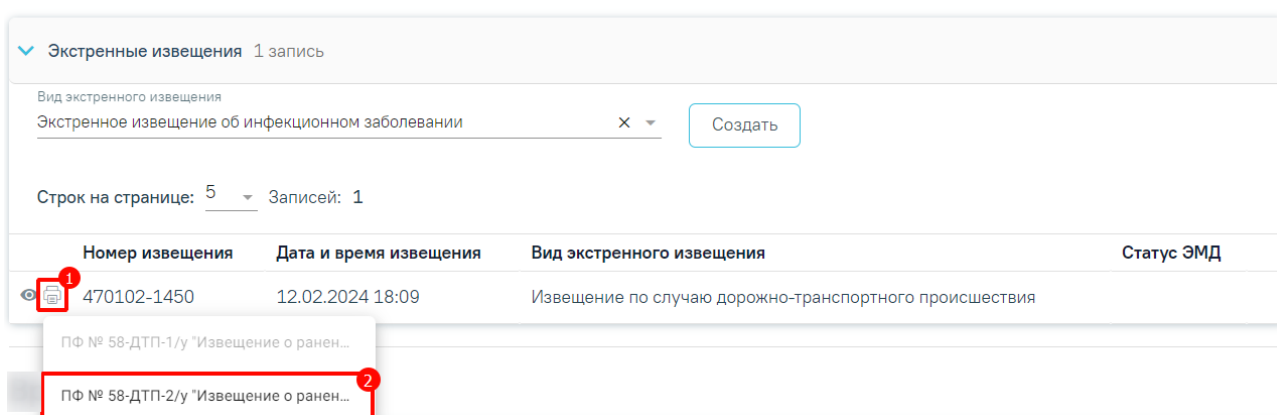 Экстренные извещения 1 запись
Вид экстренного извещения
Экстренное извещение об инфекционном заболевании
Создать
Строк на странице: 5 Записей: 1
Номер извещения Дата и время извещения Вид экстренного извещения Статус ЭМД
1
470102-1450 12.02.2024 18:09 Извещение по случаю дорожно-транспортного происшествия
ПФ № 58-ДТП-1/у "Извещение о ранен...
2
ПФ № 58-ДТП-2/у "Извещение о ранен...